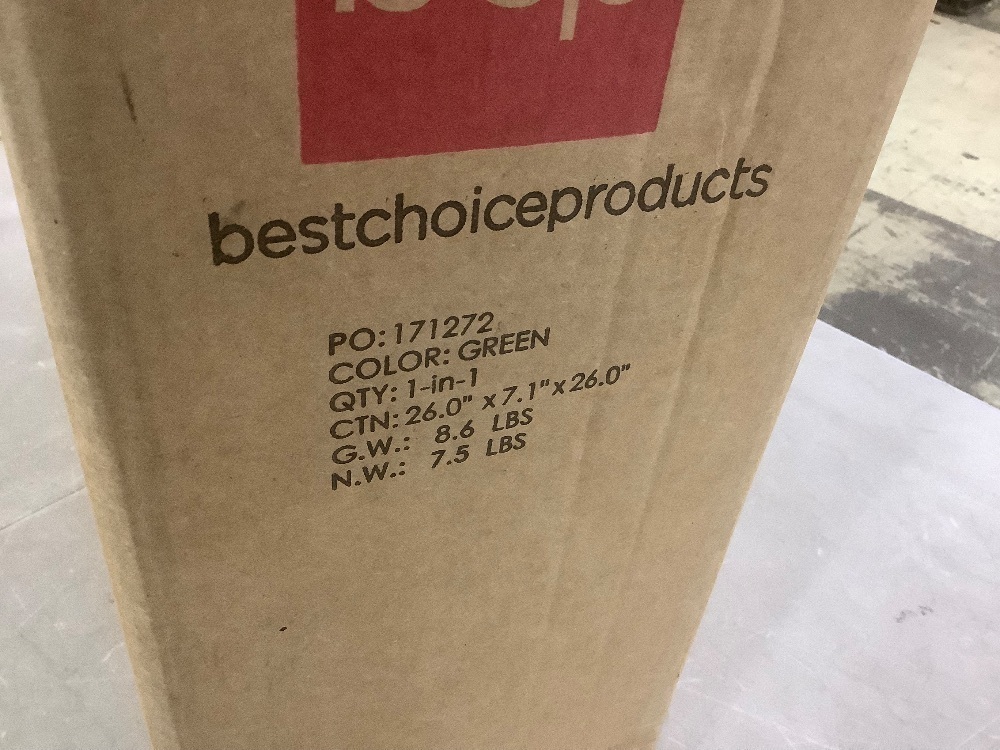 bestchoiceproducts
PO: 171272
COLOR: GREEN
QTY: 1-in-1
CTN: 26.0" x 7.1" x 26.0"
G.W.: 8.6 LBS
N.W.: 7.5 LBS